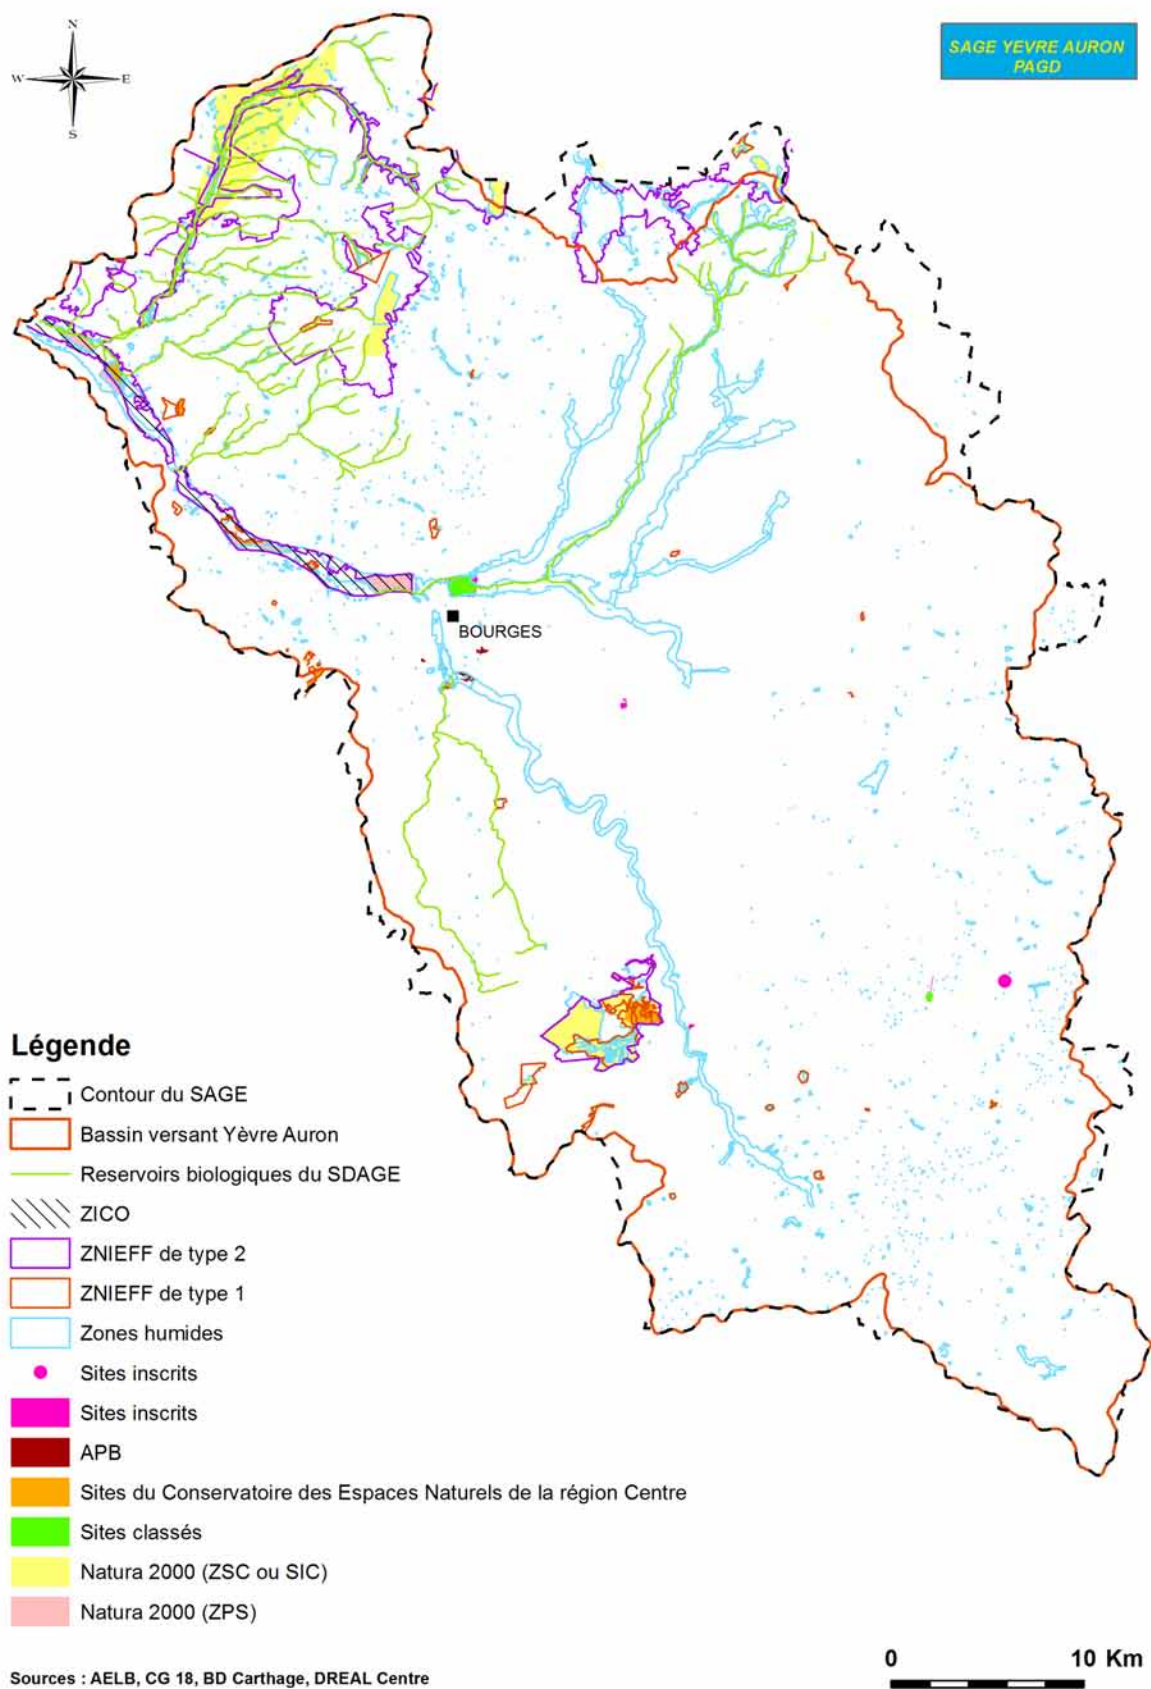 N
W E
S
SAGE YEVRE AURON
PAGD
BOURGES
Légende
Contour du SAGE
Bassin versant Yèvre Auron
Reservoirs biologiques du SDAGE
ZICO
ZNIEFF de type 2
ZNIEFF de type 1
Zones humides
Sites inscrits
Sites inscrits
APB
Sites du Conservatoire des Espaces Naturels de la région Centre
Sites classés
Natura 2000 (ZSC ou SIC)
Natura 2000 (ZPS)
0 10 Km
Sources : AELB, CG 18, BD Carthage, DREAL Centre